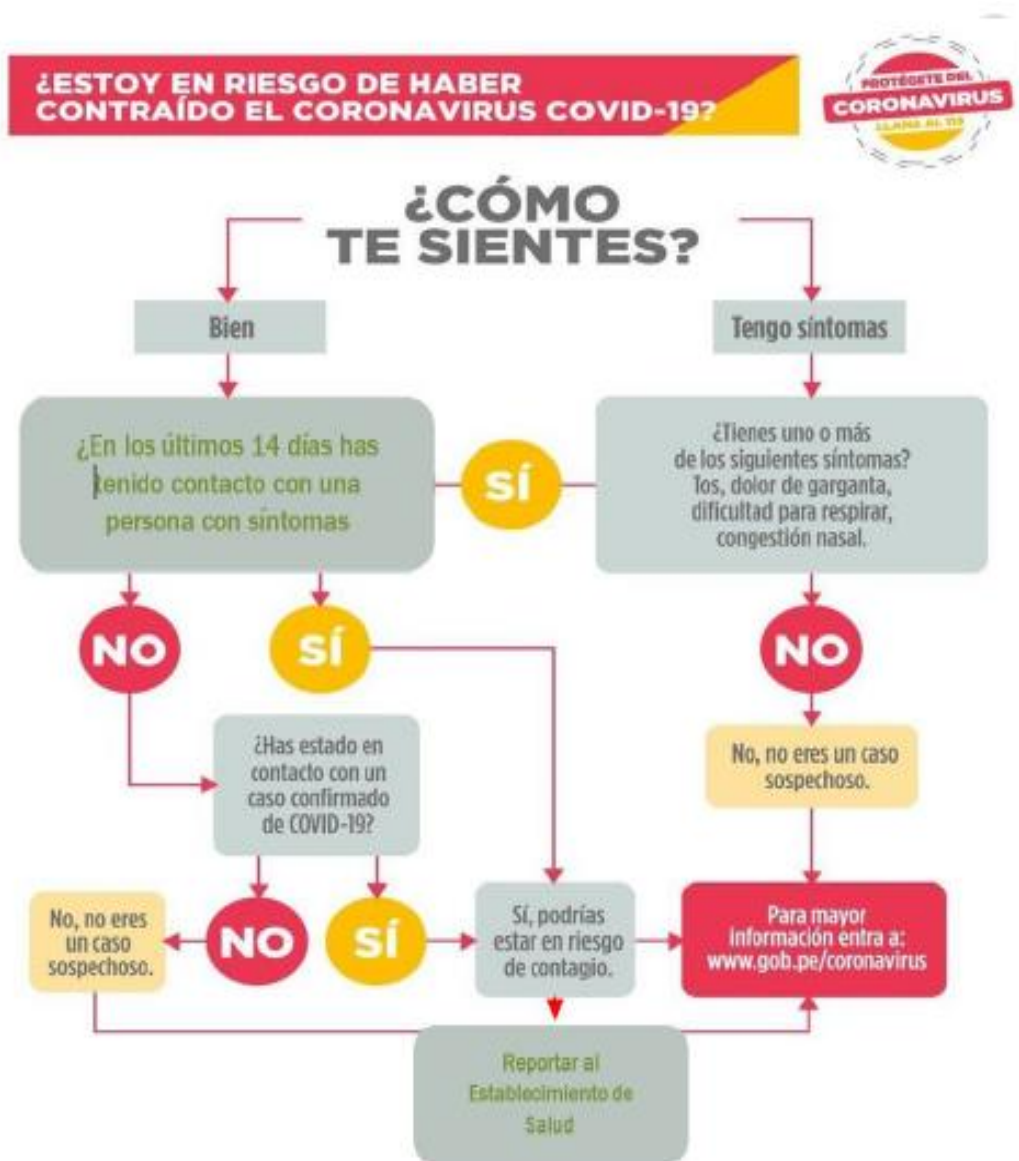 ¿ESTOY EN RIESGO DE HABER
CONTRAÍDO EL CORONAVIRUS COVID-19?
PROTÉGETE DEL
CORONAVIRUS
LLAMA AL 113
¿CÓMO
TE SIENTES?
Bien
Tengo síntomas
¿En los últimos 14 días has
tenido contacto con una
persona con síntomas
SÍ
¿Tienes uno o más
de los siguientes síntomas?
Tos, dolor de garganta,
dificultad para respirar,
congestión nasal.
NO
SÍ
NO
¿Has estado en
contacto con un
caso confirmado
de COVID-19?
No, no eres un caso
sospechoso.
No, no eres
un caso
sospechoso.
NO
SÍ
Sí, podrías
estar en riesgo
de contagio.
Para mayor
información entra a:
www.gob.pe/coronavirus
Reportar al
Establecimiento de
Salud